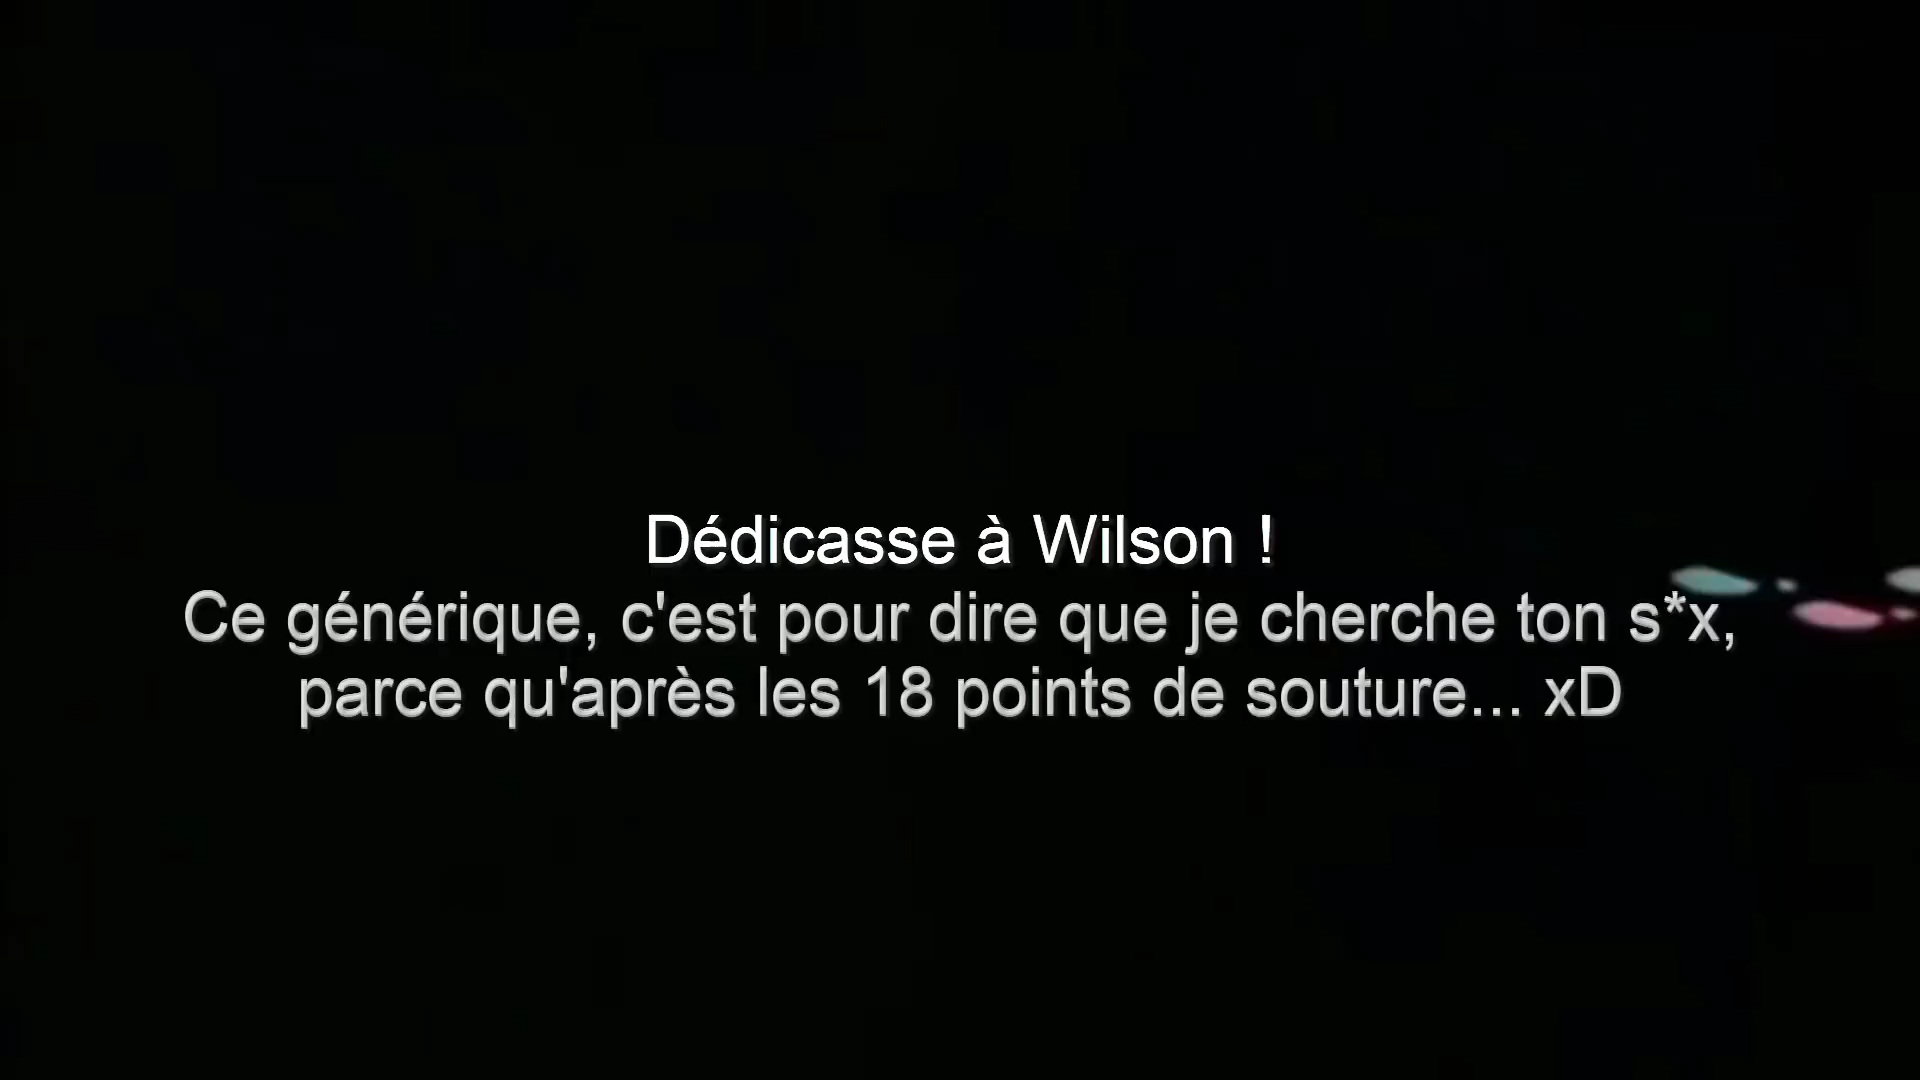 Dédicasse à Wilson !
Ce générique, c'est pour dire que je cherche ton s*x,
parce qu'après les 18 points de souture... xD